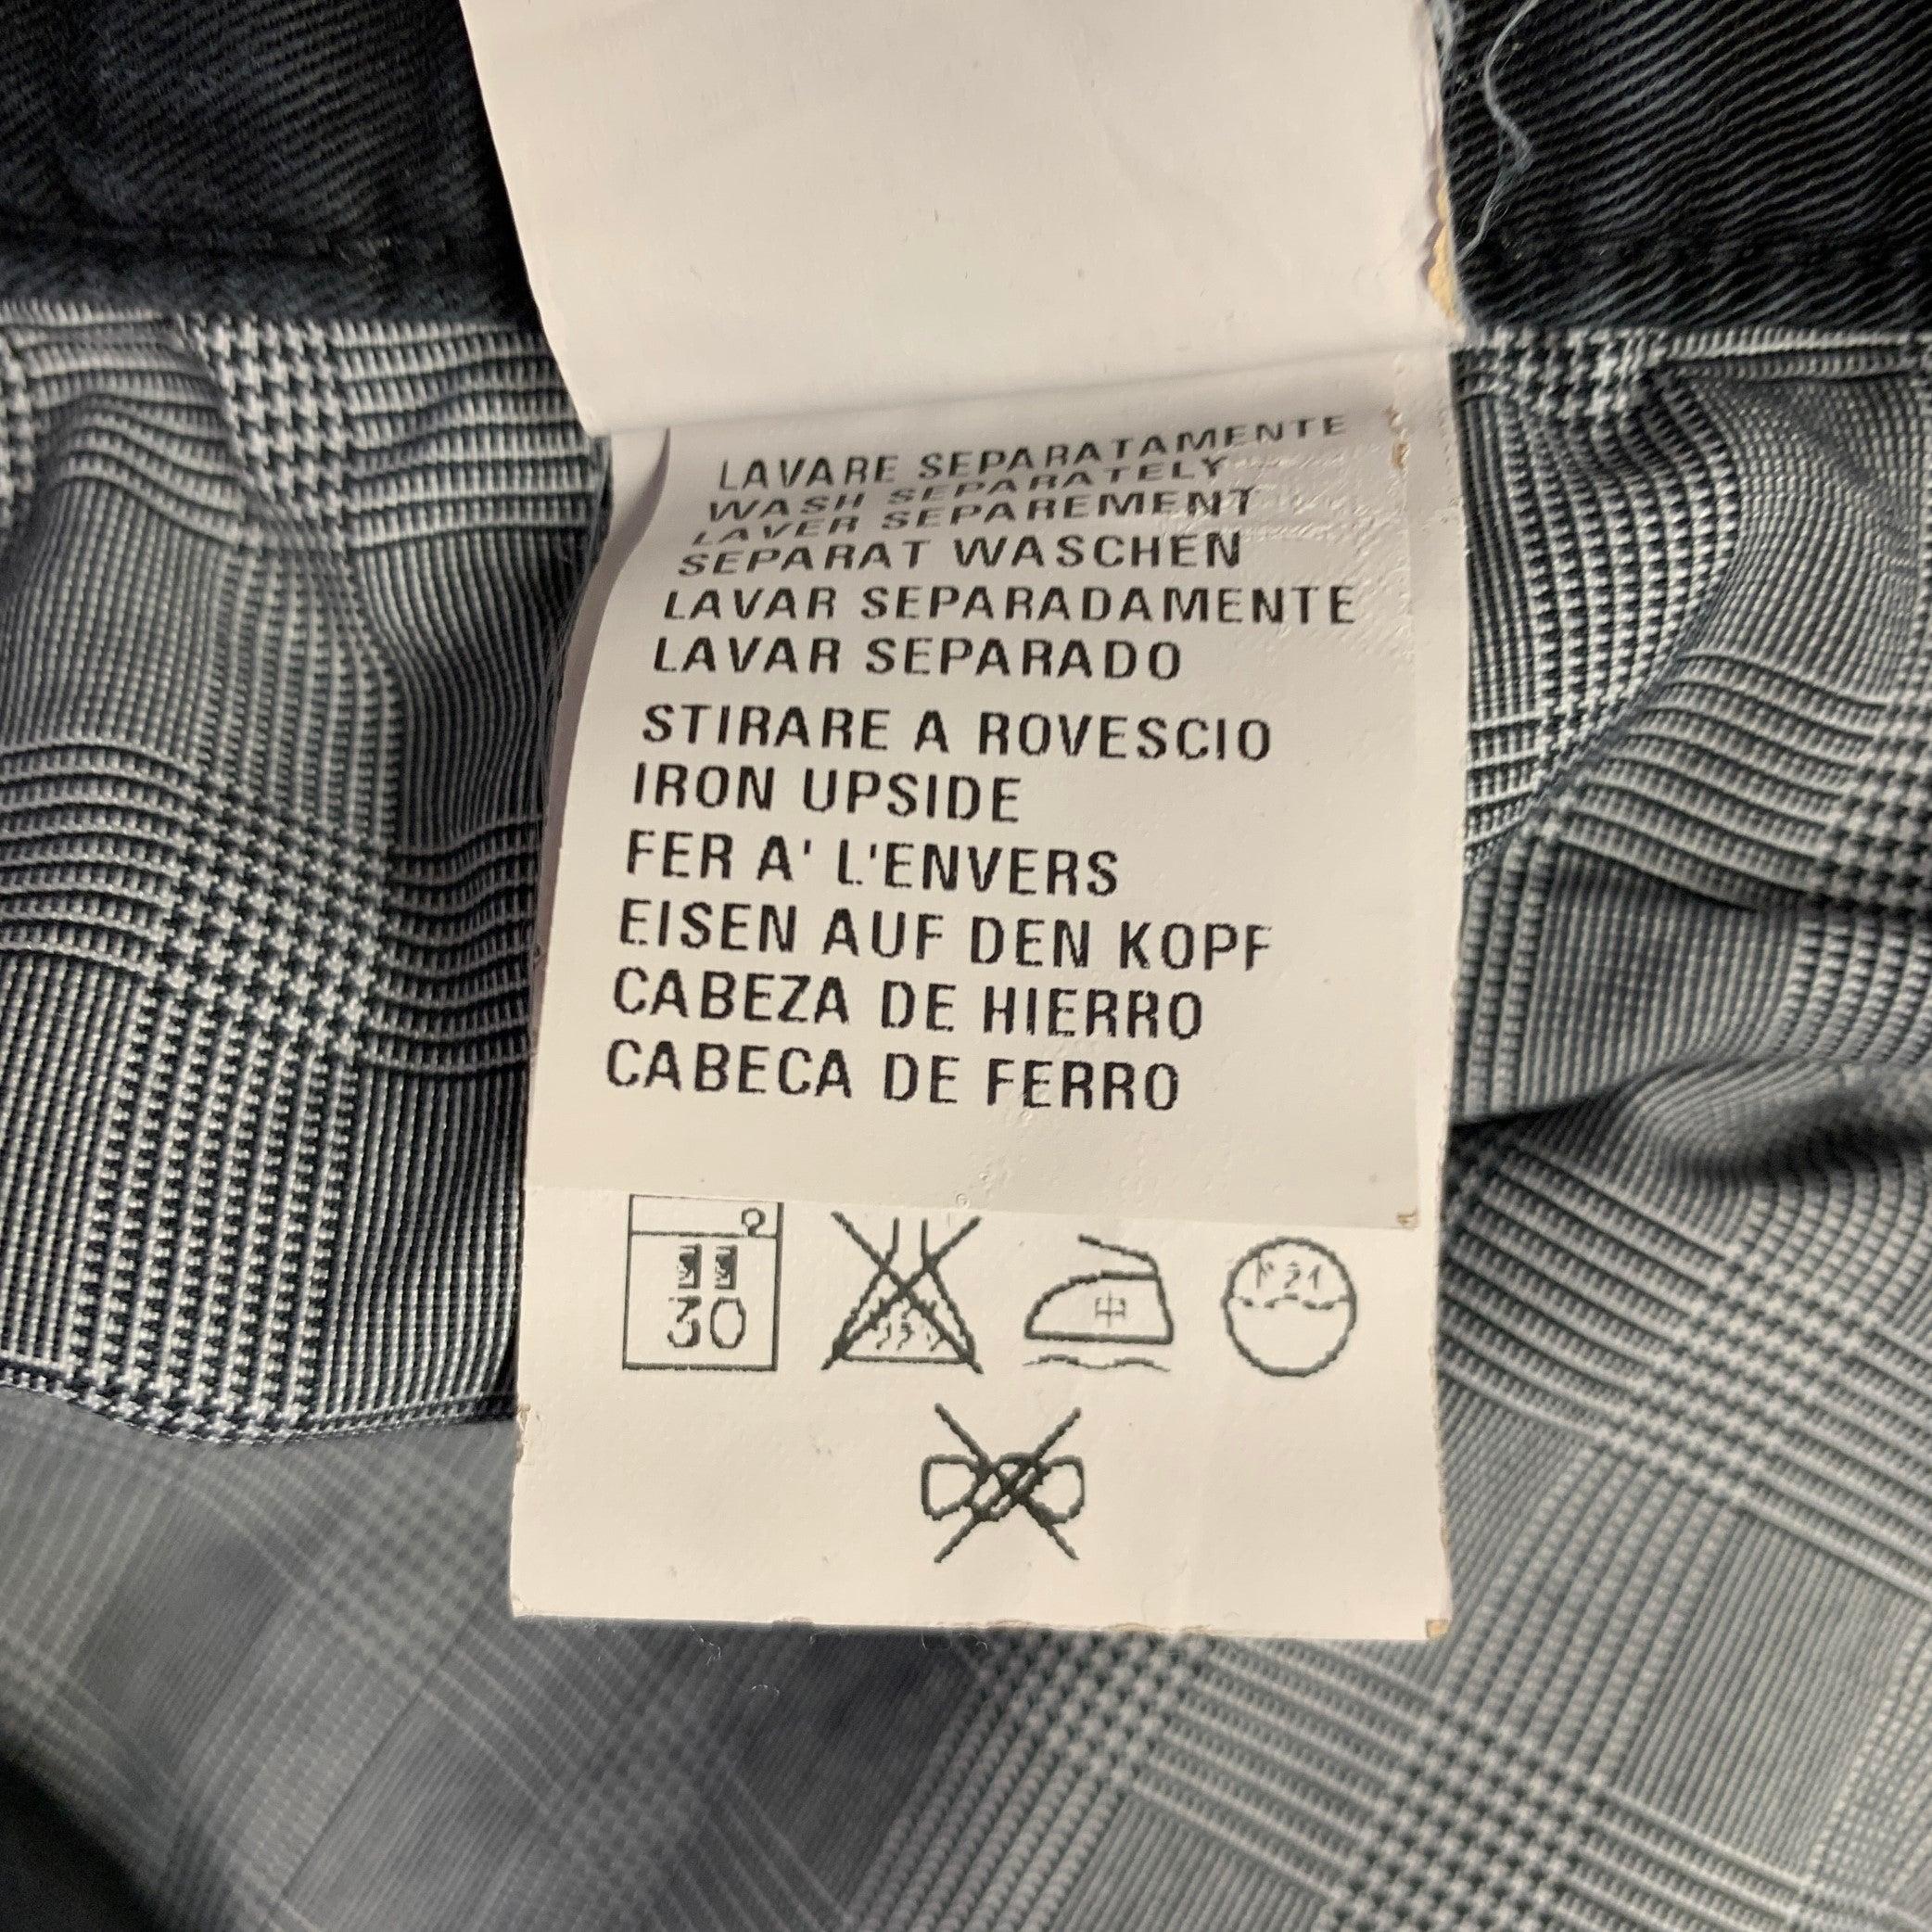 LAVARE SEPARATAMENTE
WASH SEPARATELY
LAVER SEPAREMENT
SEPARAT WASCHEN
LAVAR SEPARADAMENTE
LAVAR SEPARADO
STIRARE A ROVESCIO
IRON UPSIDE
FER A' L'ENVERS
EISEN AUF DEN KOPF
CABEZA DE HIERRO
CABECA DE FERRO
30